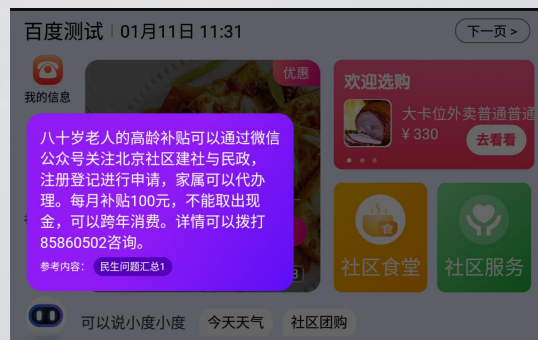 百度测试 01月11日 11:31
下一页 >
我的信息
优惠
欢迎选购
大卡位外卖普通普通
¥ 330
去看看
八十岁老人的高龄补贴可以通过微信
公众号关注北京社区建社与民政，
注册登记进行申请，家属可以代办
理。每月补贴100元，不能取出现
金，可以跨年消费。详情可以拨打
85860502咨询。
参考内容： 民生问题汇总1
社区食堂
社区服务
可以说小度小度
今天天气
社区团购